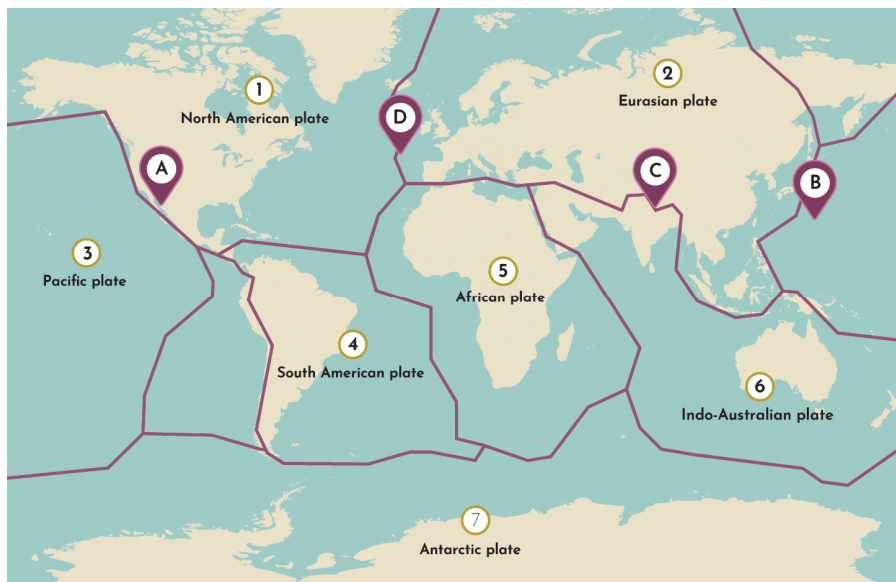 2
Eurasian plate
1
North American plate
D
A
C
B
3
Pacific plate
5
African plate
4
South American plate
6
Indo-Australian plate
7
Antarctic plate